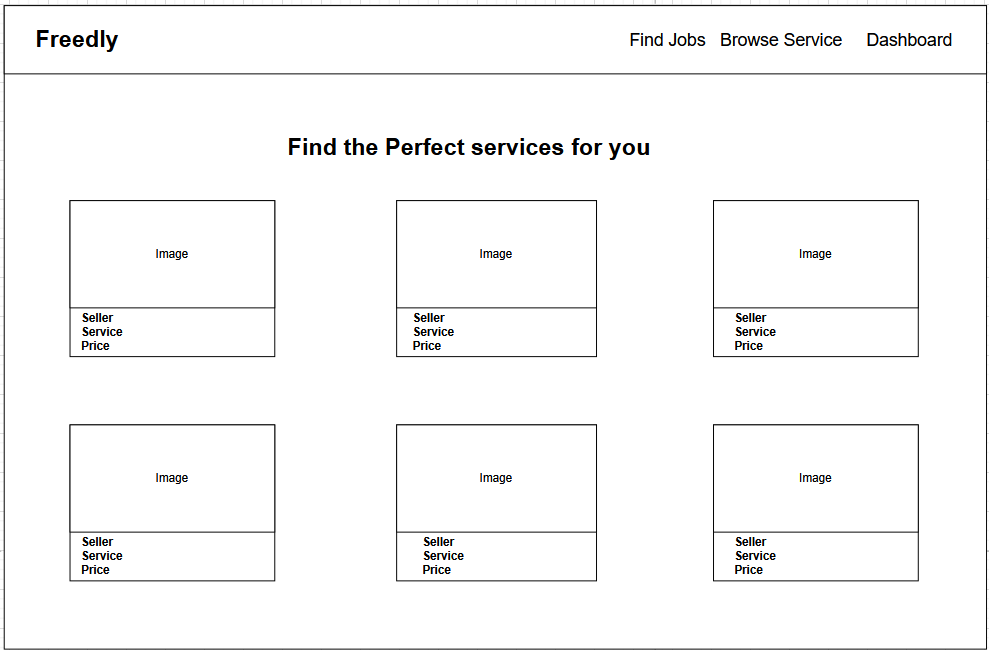 Freedly
Find Jobs
Browse Service
Dashboard
Find the Perfect services for you
Image
Seller
Service
Price
Image
Seller
Service
Price
Image
Seller
Service
Price
Image
Seller
Service
Price
Image
Seller
Service
Price
Image
Seller
Service
Price